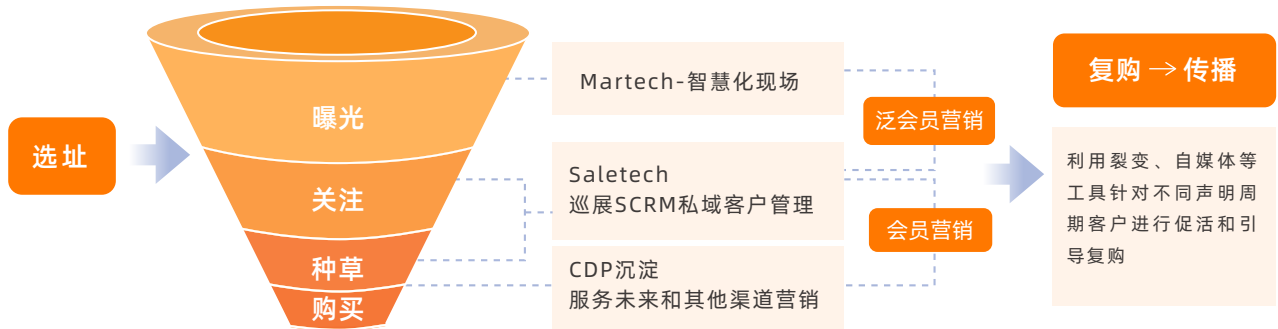 选址
曝光
关注
种草
购买
Martech-智慧化现场
Saletech
巡展SCRM私域客户管理
CDP沉淀
服务未来和其他渠道营销
泛会员营销
会员营销
复购→传播
利用裂变、自媒体等
工具针对不同声明周
期客户进行促活和引
导复购